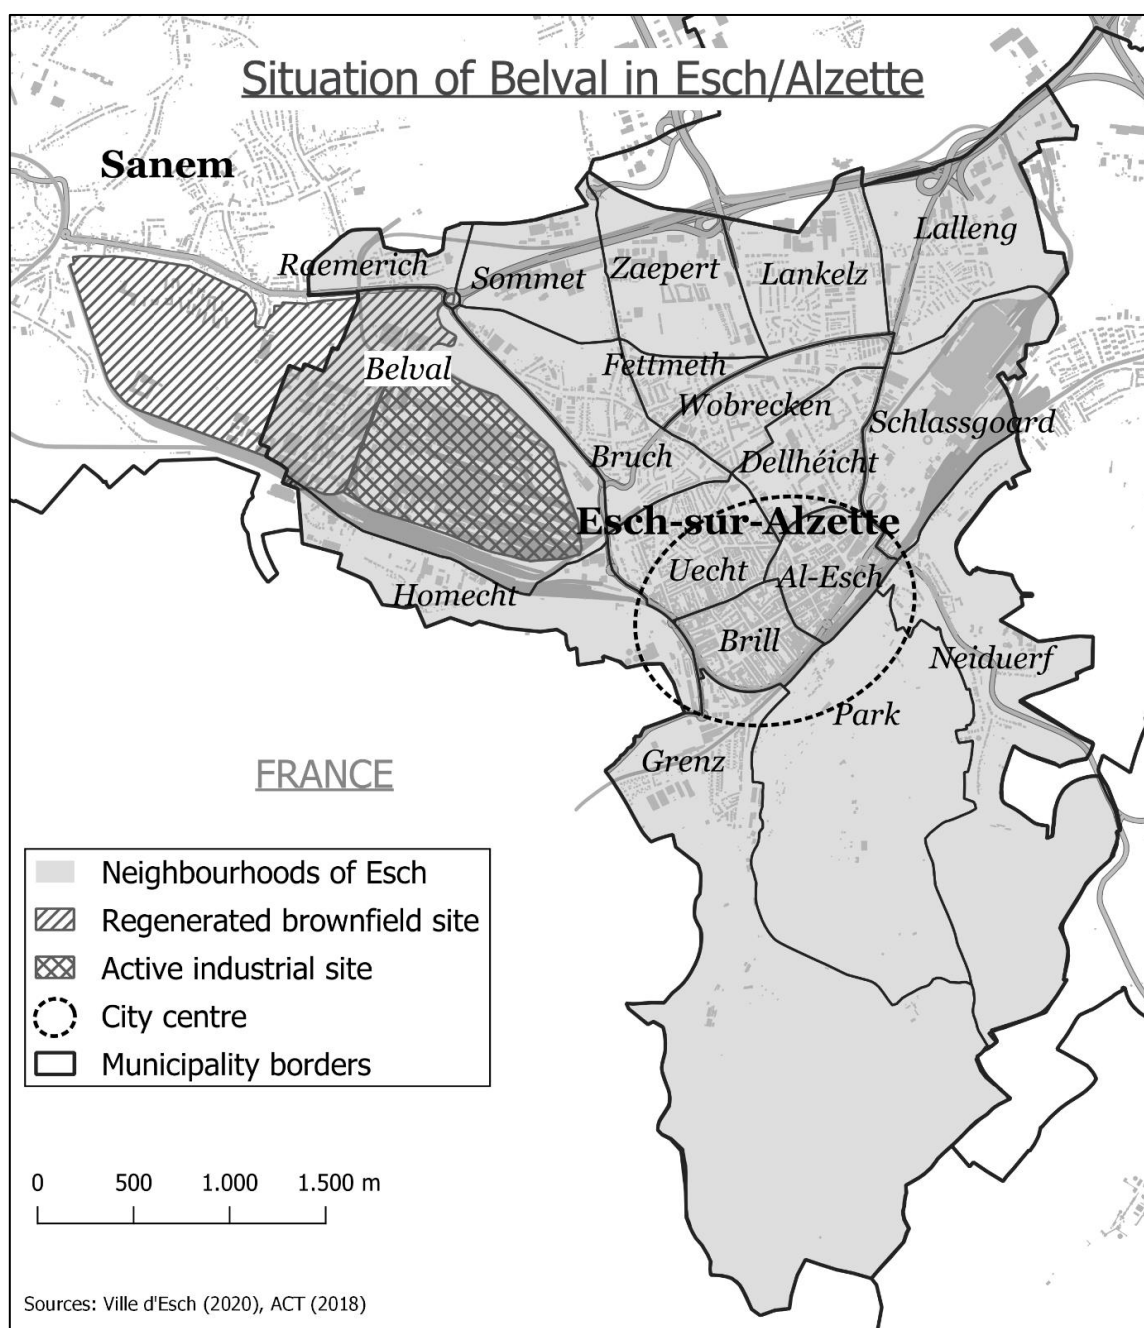 Situation of Belval in Esch/Alzette
Sanem
Lalleng
Raemerich
Sommet
Zaepert
Lankelz
Belval
Fettmeth
Wobrecken
Schlassgoard
Bruch
Dellhéicht
Esch-sur-Alzette
Uecht
Al-Esch
Homecht
Brill
Neiduerf
Park
Grenz
FRANCE
Neighbourhoods of Esch
Regenerated brownfield site
Active industrial site
City centre
Municipality borders
0 500 1.000 1.500 m
Sources: Ville d'Esch (2020), ACT (2018)